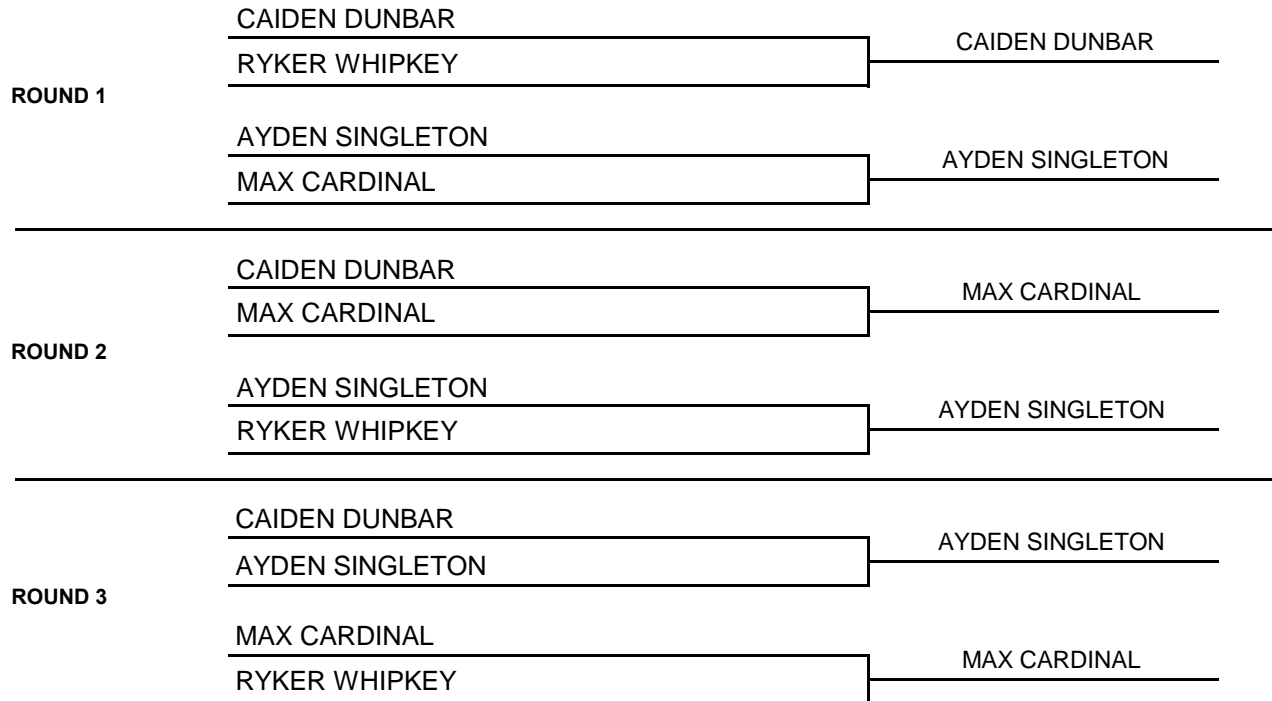 CAIDEN DUNBAR
CAIDEN DUNBAR
RYKER WHIPKEY
ROUND 1
AYDEN SINGLETON
AYDEN SINGLETON
MAX CARDINAL
CAIDEN DUNBAR
MAX CARDINAL
MAX CARDINAL
ROUND 2
AYDEN SINGLETON
AYDEN SINGLETON
RYKER WHIPKEY
CAIDEN DUNBAR
AYDEN SINGLETON
AYDEN SINGLETON
ROUND 3
MAX CARDINAL
MAX CARDINAL
RYKER WHIPKEY